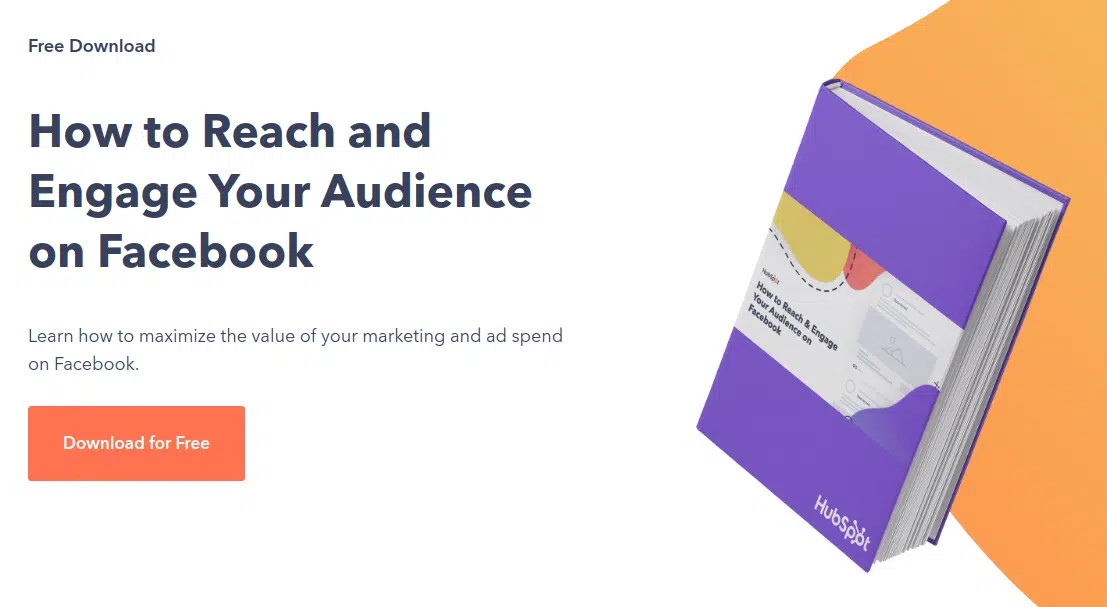 Free Download
How to Reach and
Engage Your Audience
on Facebook
Learn how to maximize the value of your marketing and ad spend
on Facebook.
Download for Free
HubSpot
How to Reach & Engage
Your Audience on
Facebook
HubSpot